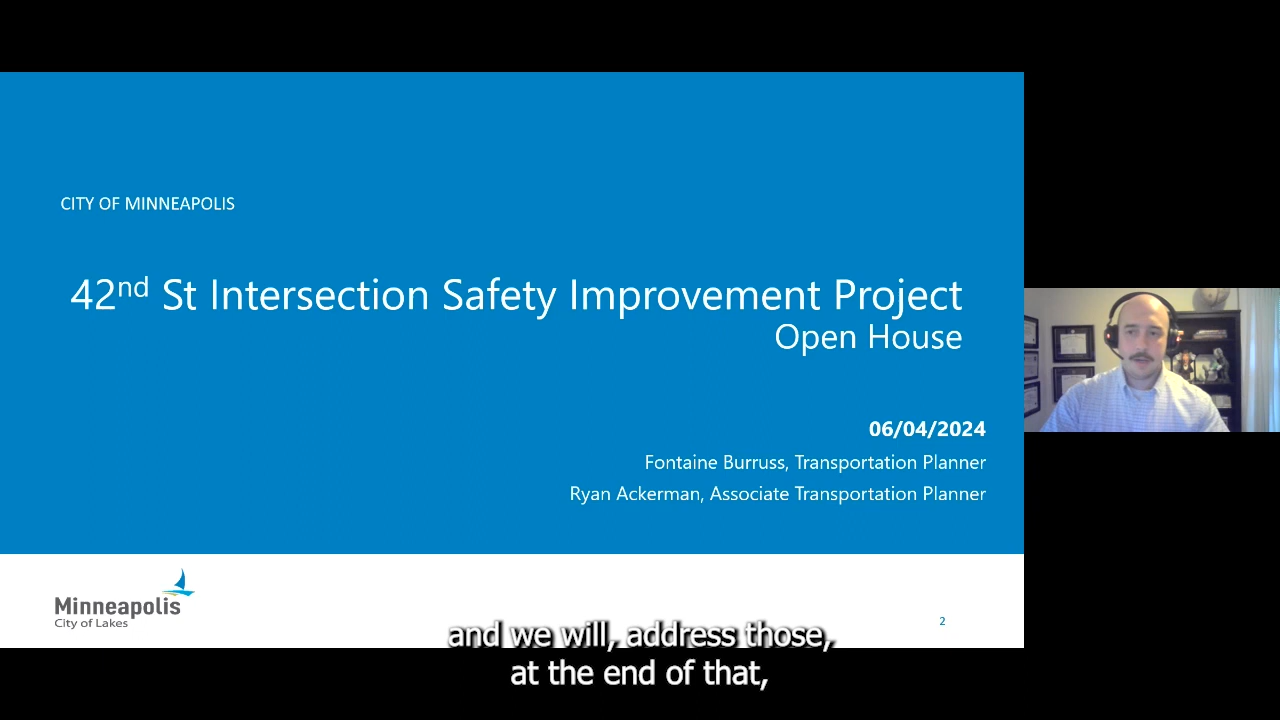 CITY OF MINNEAPOLIS
42nd St Intersection Safety Improvement Project
Open House
06/04/2024
Fontaine Burruss, Transportation Planner
Ryan Ackerman, Associate Transportation Planner
Minneapolis
City of Lakes
2
and we will, address those,
at the end of that,